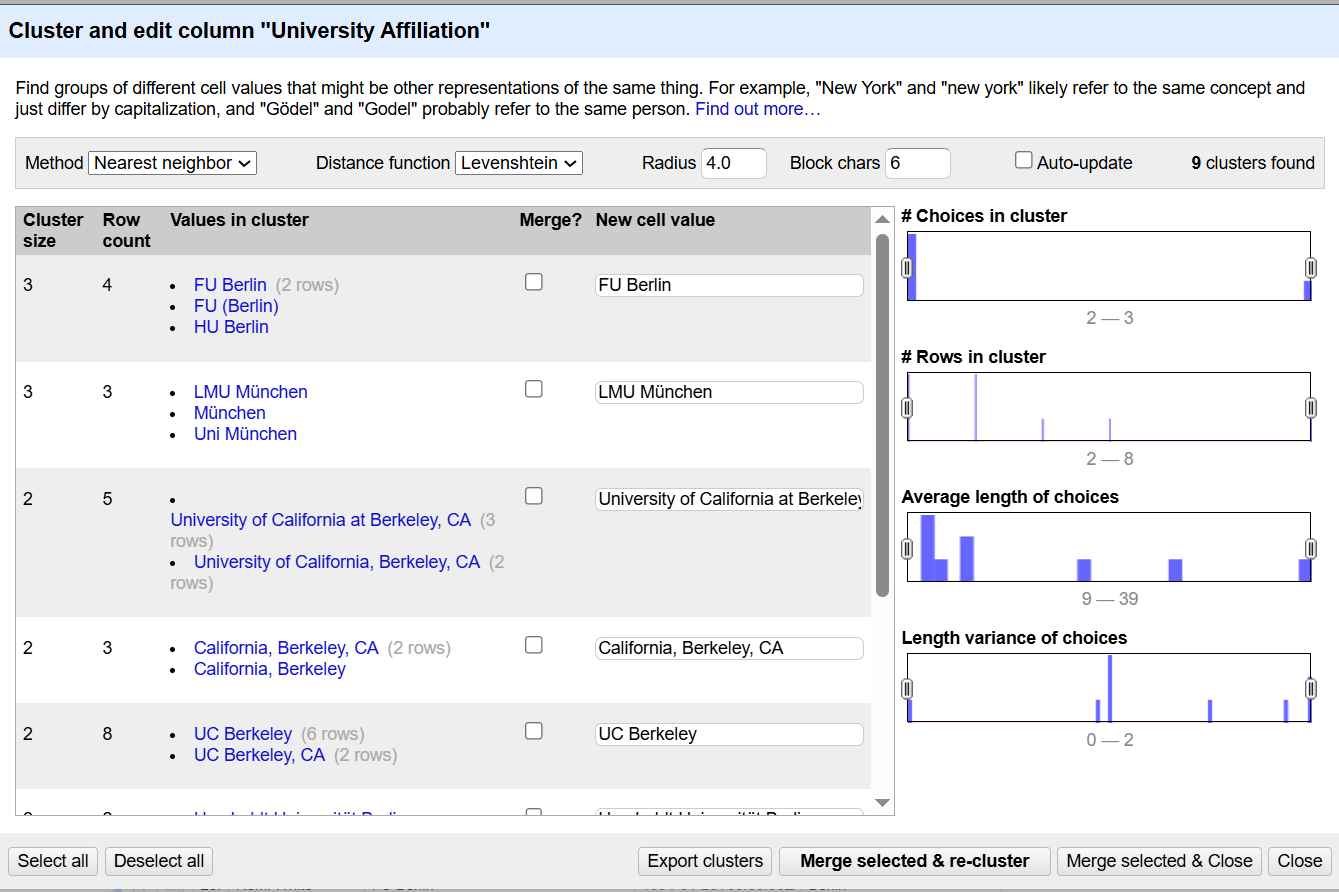 Cluster and edit column "University Affiliation"
Find groups of different cell values that might be other representations of the same thing. For example, "New York" and "new york" likely refer to the same concept and
just differ by capitalization, and "Gödel" and "Godel" probably refer to the same person. Find out more…
Method Nearest neighbor Distance function Levenshtein Radius 4.0 Block chars 6 Auto-update 9 clusters found
Cluster size Row count Values in cluster Merge? New cell value
3 4 • FU Berlin (2 rows) FU Berlin
• FU (Berlin)
• HU Berlin
3 3 • LMU München LMU München
• München
• Uni München
2 5 • University of California at Berkeley
University of California at Berkeley, CA (3
rows)
• University of California, Berkeley, CA (2
rows)
2 3 • California, Berkeley, CA (2 rows) California, Berkeley, CA
• California, Berkeley
2 8 • UC Berkeley (6 rows) UC Berkeley
• UC Berkeley, CA (2 rows)
# Choices in cluster
2 — 3
# Rows in cluster
2 — 8
Average length of choices
9 — 39
Length variance of choices
0 — 2
Select all Deselect all Export clusters Merge selected & re-cluster Merge selected & Close Close